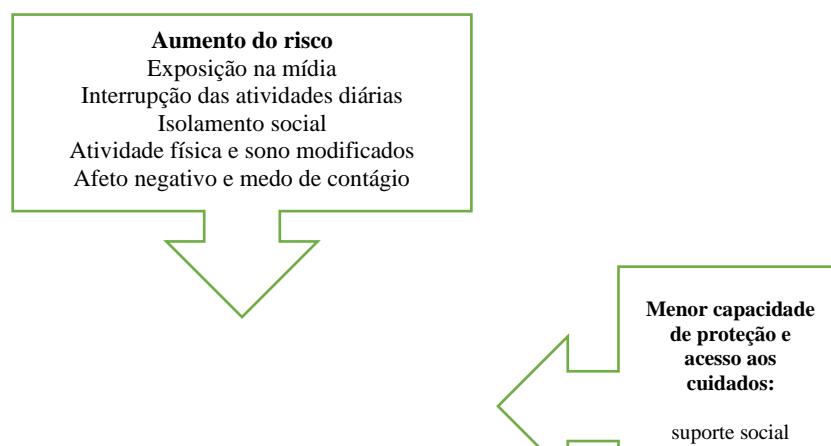 Aumento do risco
Exposição na mídia
Interrupção das atividades diárias
Isolamento social
Atividade física e sono modificados
Afeto negativo e medo de contágio
Menor capacidade
de proteção e
acesso aos
cuidados:
suporte social